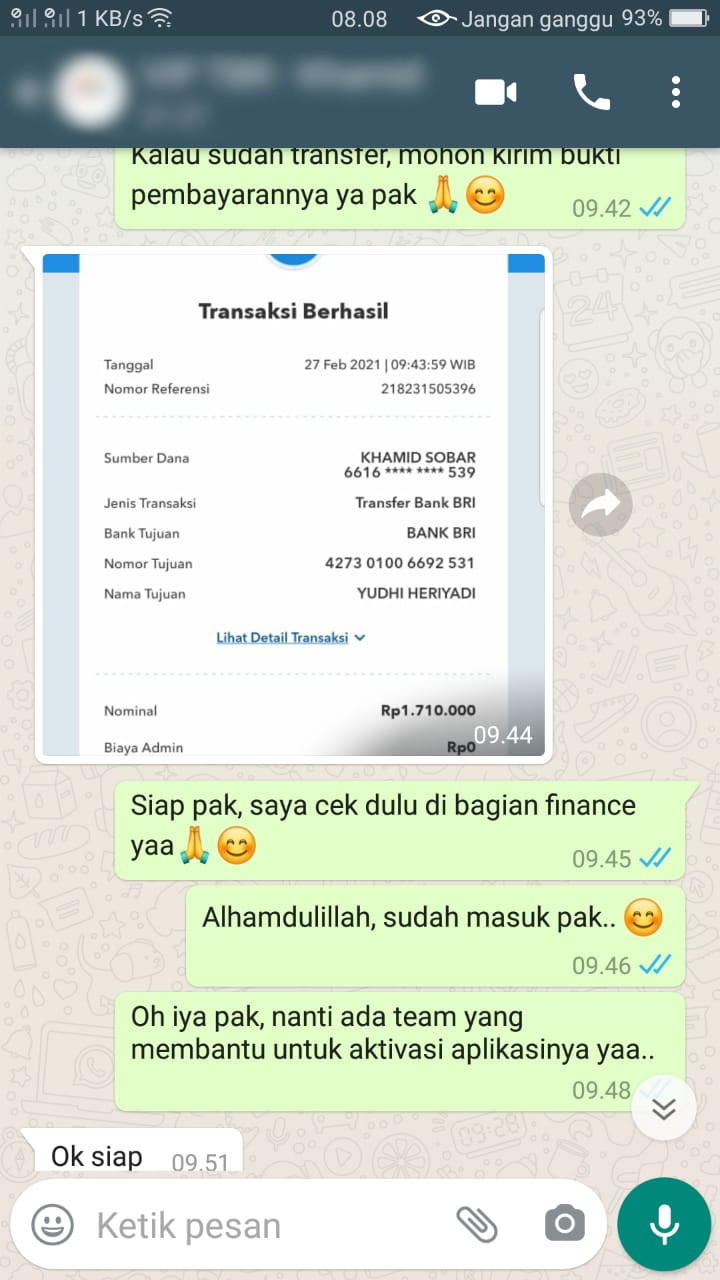 1 KB/s 08.08 Jangan ganggu 93%
Kalau sudah transfer, mohon kirim bukti
pembayarannya ya pak 🙏😊
09.42
Transaksi Berhasil
Tanggal 27 Feb 2021 | 09:43:59 WIB
Nomor Referensi 218231505396
Sumber Dana KHAMID SOBAR
6616 **** **** 539
Jenis Transaksi Transfer Bank BRI
Bank Tujuan BANK BRI
Nomor Tujuan 4273 0100 6692 531
Nama Tujuan YUDHI HERIYADI
Lihat Detail Transaksi
Nominal Rp1.710.000
Biaya Admin Rp0
09.44
Siap pak, saya cek dulu di bagian finance
yaa🙏😊
09.45
Alhamdulillah, sudah masuk pak..😊
09.46
Oh iya pak, nanti ada team yang
membantu untuk aktivasi aplikasinya yaa..
09.48
Ok siap 09.51
Ketik pesan